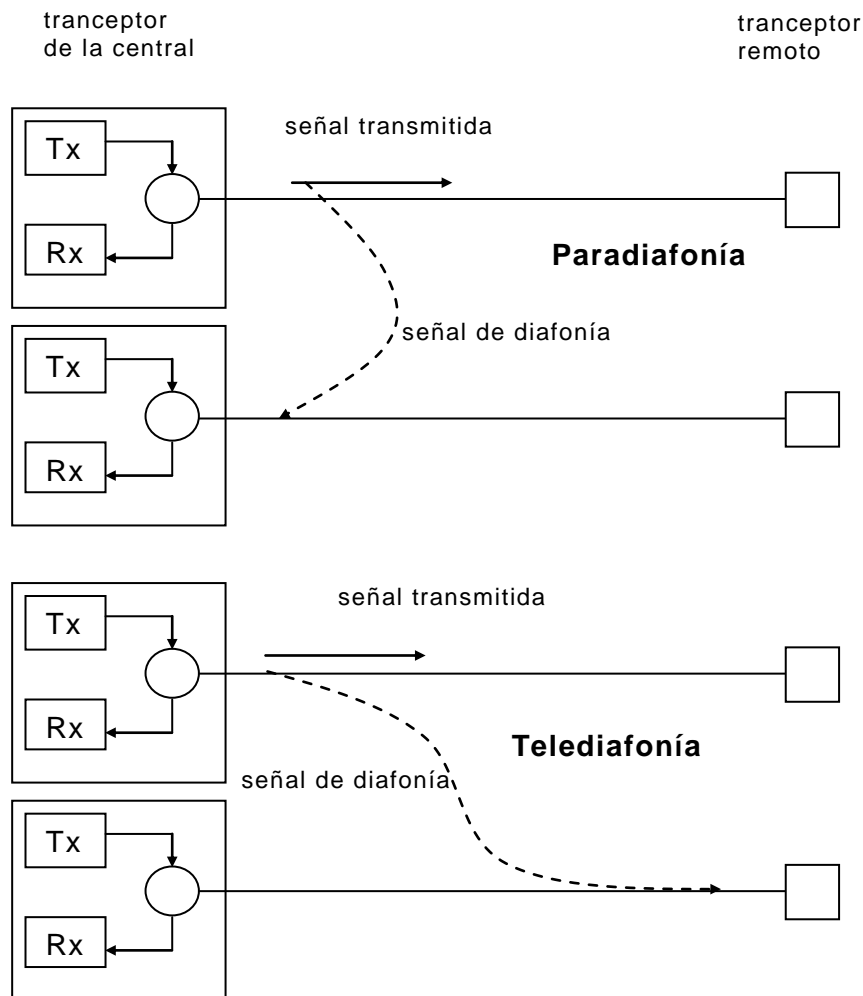 tranceptor
de la central
tranceptor
remoto
señal transmitida
Tx
Rx
Paradiafonía
señal de diafonía
Tx
Rx
señal transmitida
Tx
Rx
Telediafonía
señal de diafonía
Tx
Rx